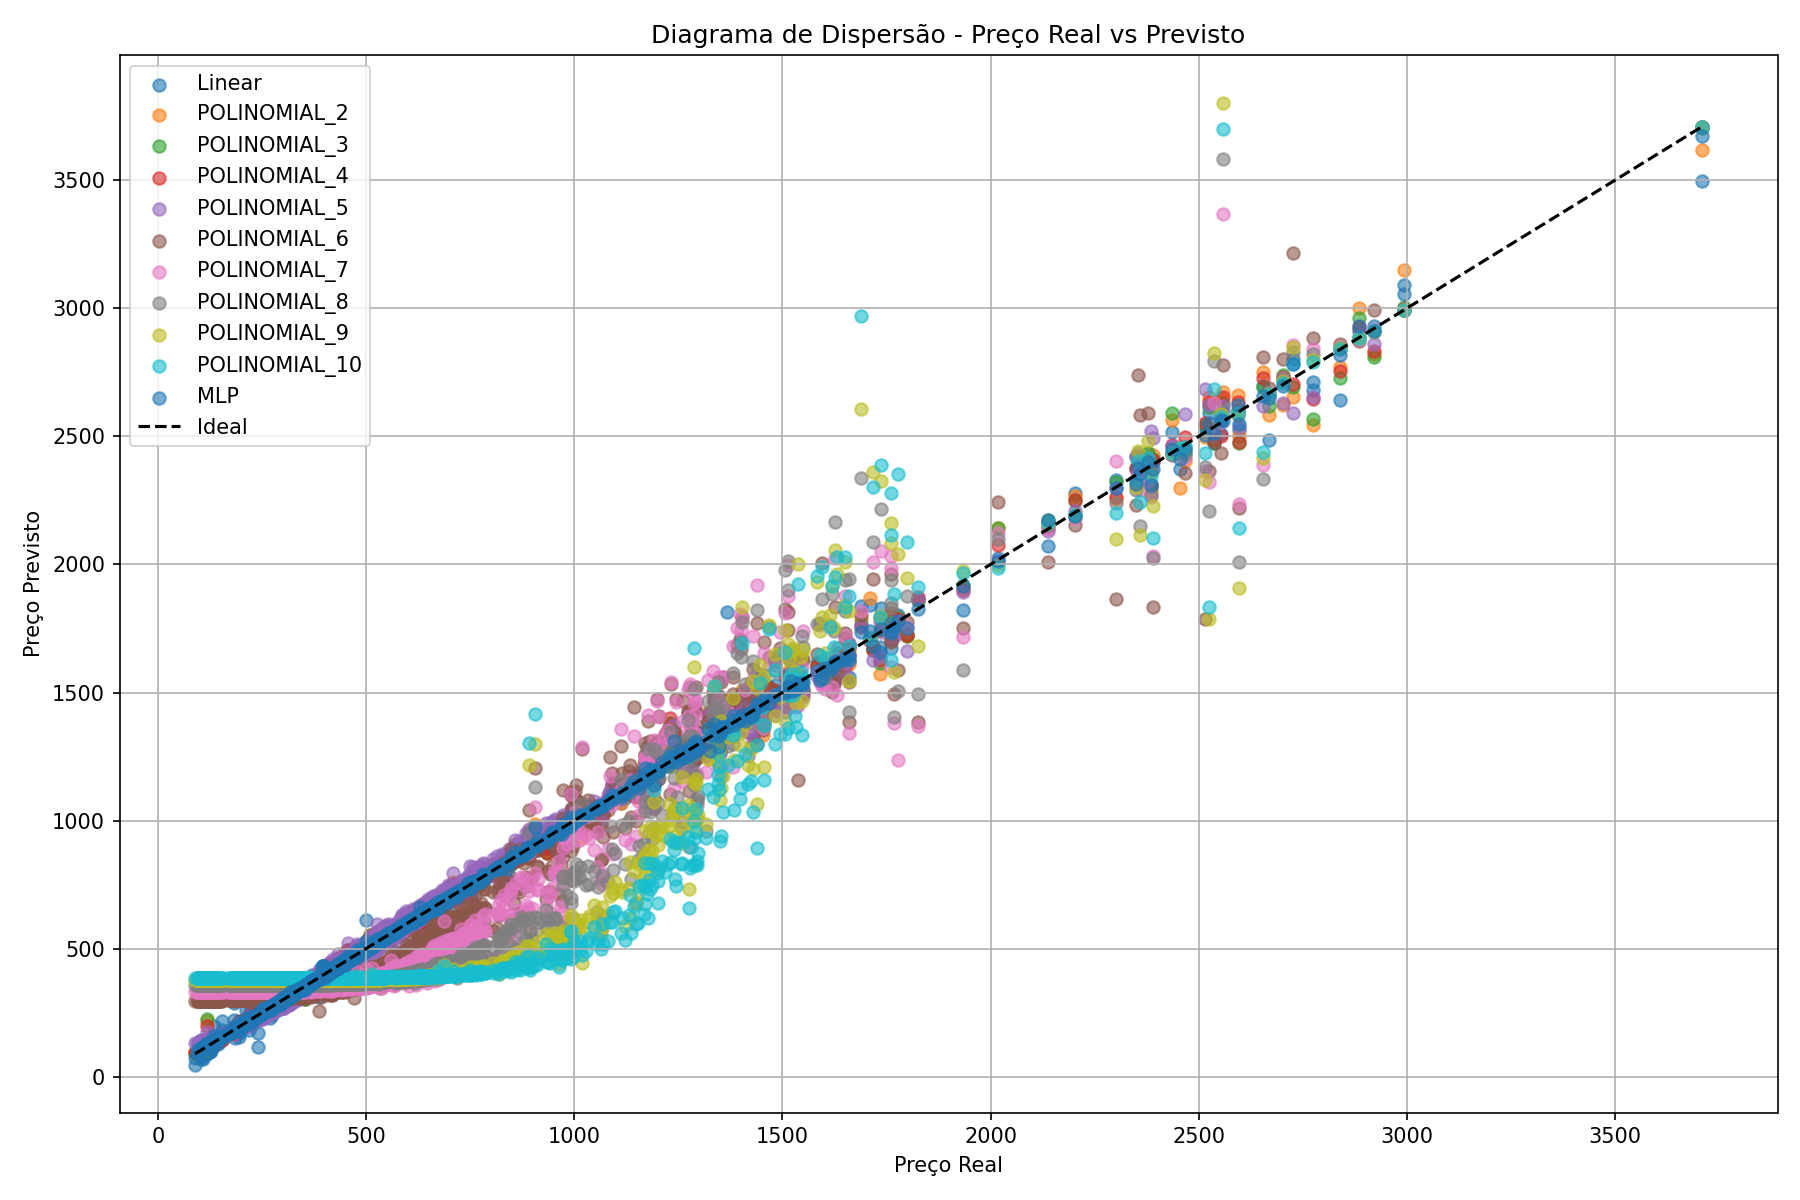 Diagrama de Dispersão - Preço Real vs Previsto
Linear
POLINOMIAL_2
POLINOMIAL_3
POLINOMIAL_4
POLINOMIAL_5
POLINOMIAL_6
POLINOMIAL_7
POLINOMIAL_8
POLINOMIAL_9
POLINOMIAL_10
MLP
Ideal
Preço Previsto
3500
3000
2500
2000
1500
1000
500
0
0 500 1000 1500 2000 2500 3000 3500
Preço Real